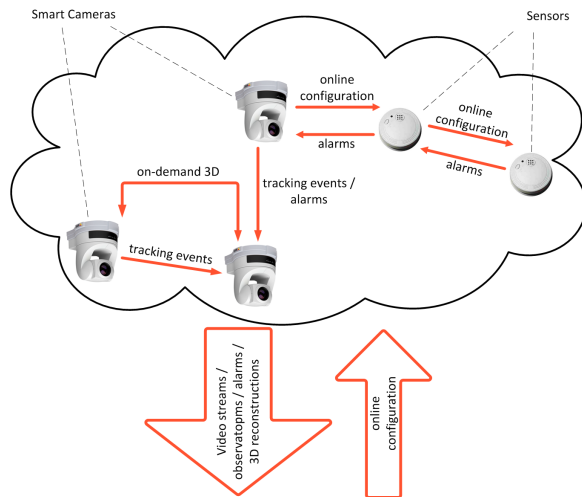 Smart Cameras
Sensors
online
configuration
alarms
online
configuration
alarms
on-demand 3D
tracking events /
alarms
tracking events
Video streams /
observatopms / alarms /
3D reconstructions
online
configuration